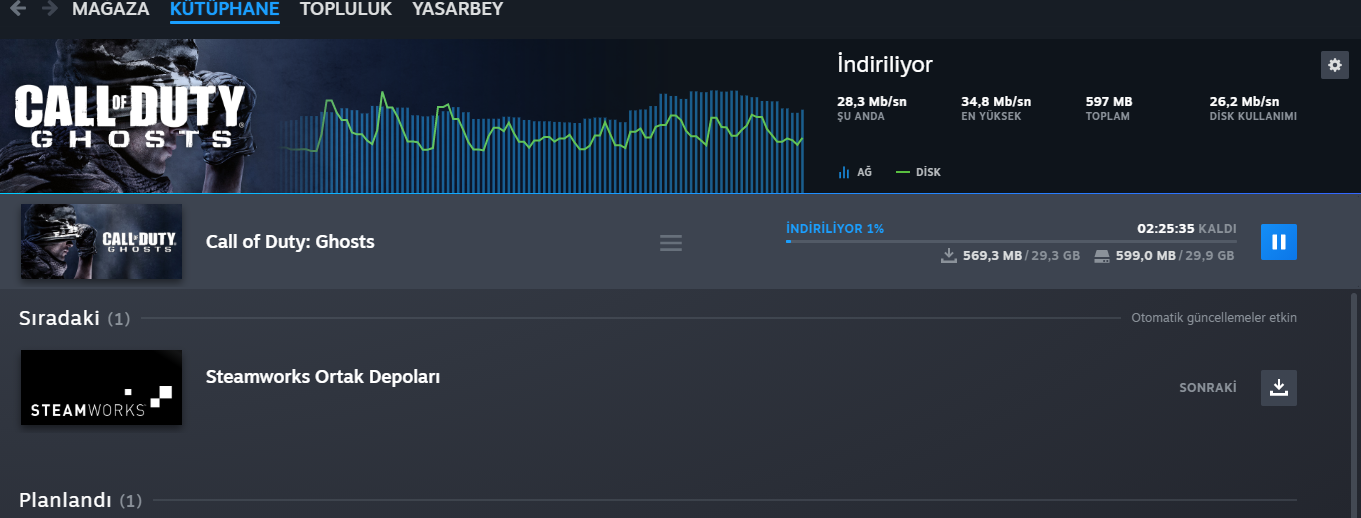 MAĞAZA KÜTÜPHANE TOPLULUK YASARBEY
CALL OF DUTY
GHOSTS
İndiriliyor
28,3 Mb/sn 34,8 Mb/sn 597 MB 26,2 Mb/sn
ŞU ANDA EN YÜKSEK TOPLAM DİSK KULLANIMI
AĞ DİSK
CALL OF DUTY
GHOSTS
Call of Duty: Ghosts
İNDİRİLİYOR 1% 02:25:35 KALDI
569,3 MB / 29,3 GB 599,0 MB / 29,9 GB
Sıradaki (1) Otomatik güncellemeler etkin
STEAMWORKS
Steamworks Ortak Depoları
SONRAKİ
Planlandı (1)